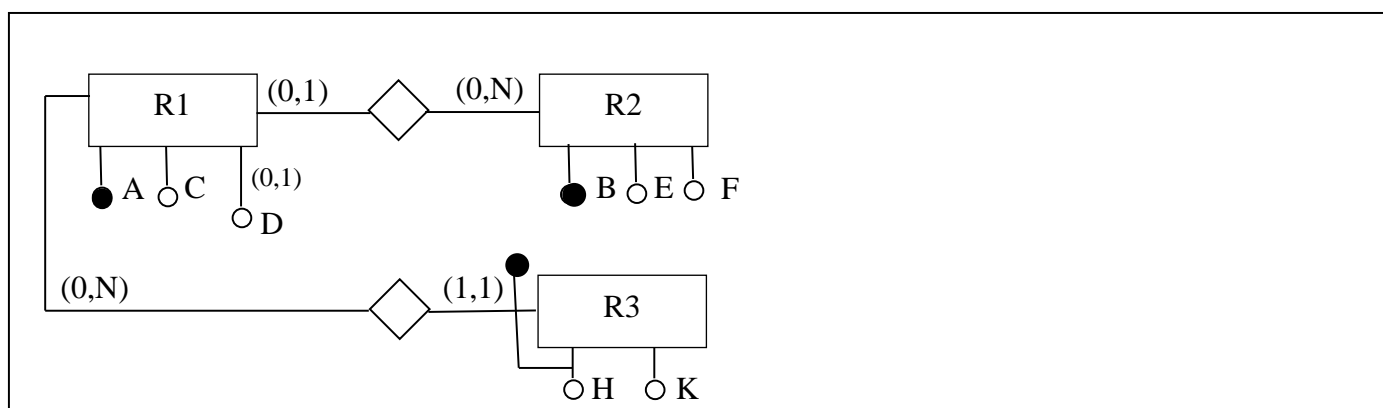 R1 (0,1) (0,N) R2
A C (0,1) D B E F
(0,N) (1,1) R3
H K